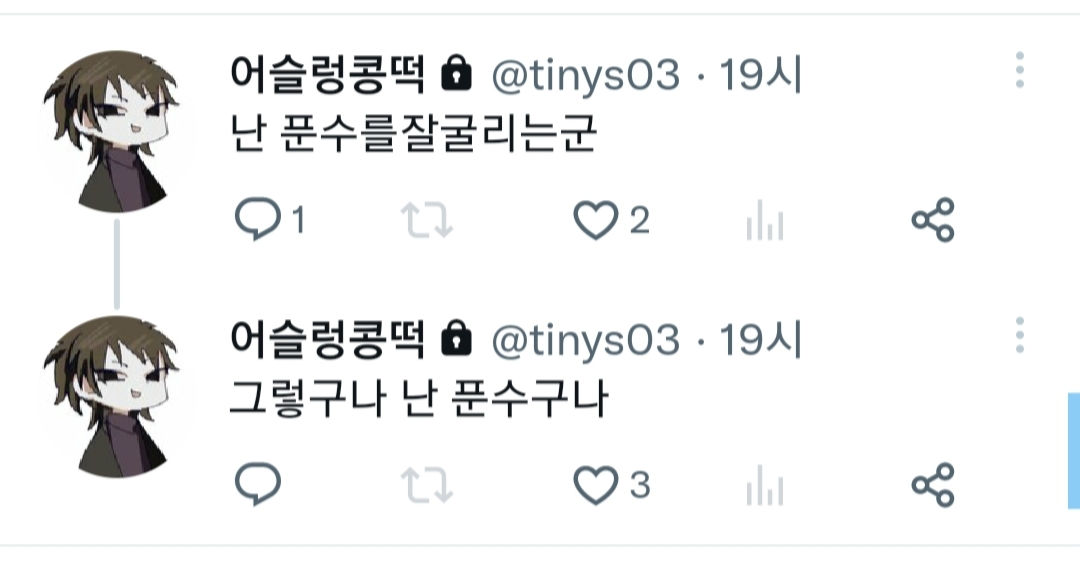 어슬렁콩떡 @tinys03 · 19시
난 푼수를잘굴리는군
1 2
어슬렁콩떡 @tinys03 · 19시
그렇구나 난 푼수구나
3